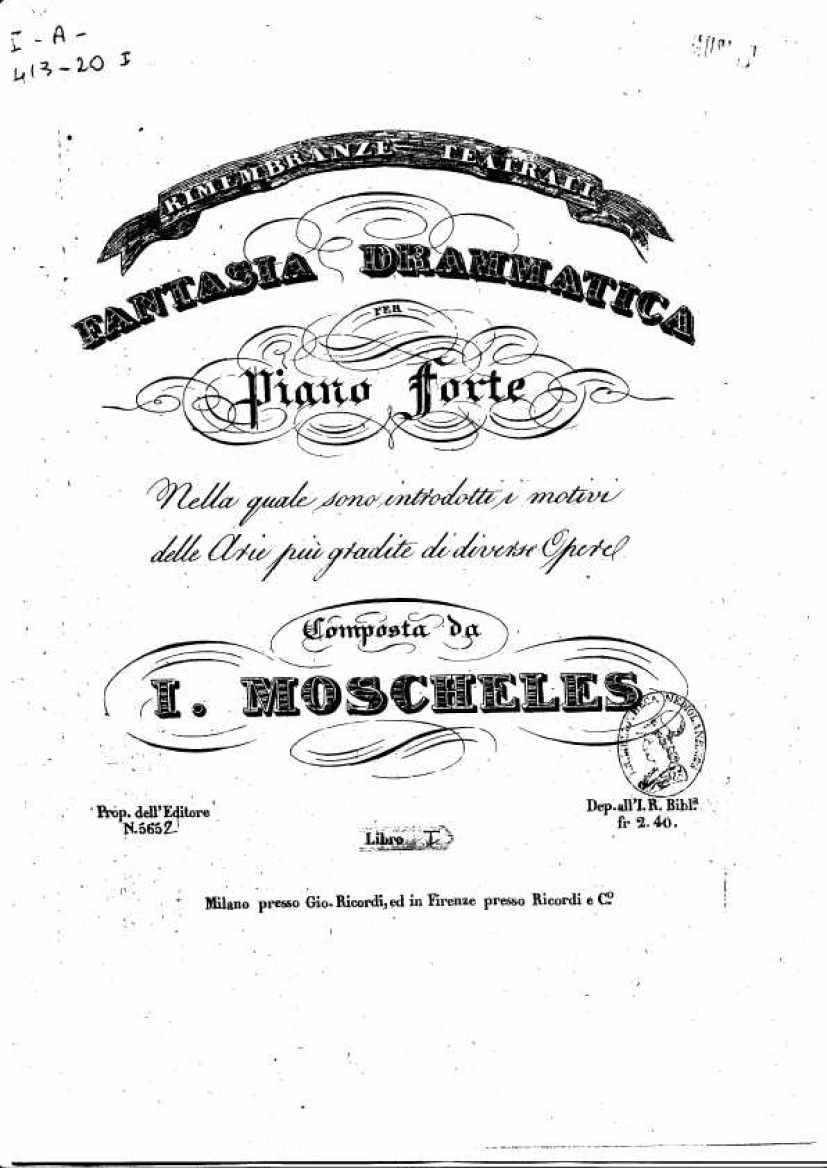 I - A -
413-20 I
RIMEMBRANZE TEATRALI
FANTASIA DRAMMATICA
PER
Piano Forte
Nella quale sono introdotti i motivi
delle Arie più gradite di diverse Opere
Composta da
I. MOSCHELES
Prop. dell'Editore
N.5652
Dep. all'I. R. Bibl.ª
fr 2.40.
Libro I
Milano presso Gio. Ricordi, ed in Firenze presso Ricordi e C.º